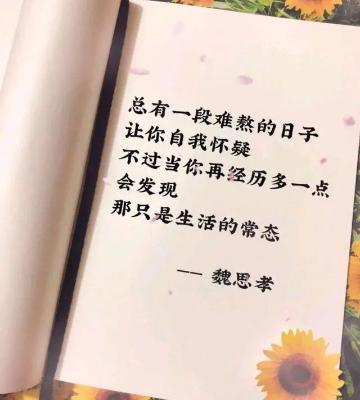 总有一段难熬的日子
让你自我怀疑
不过当你再经历多一点
会发现
那只是生活的常态
—— 魏思孝